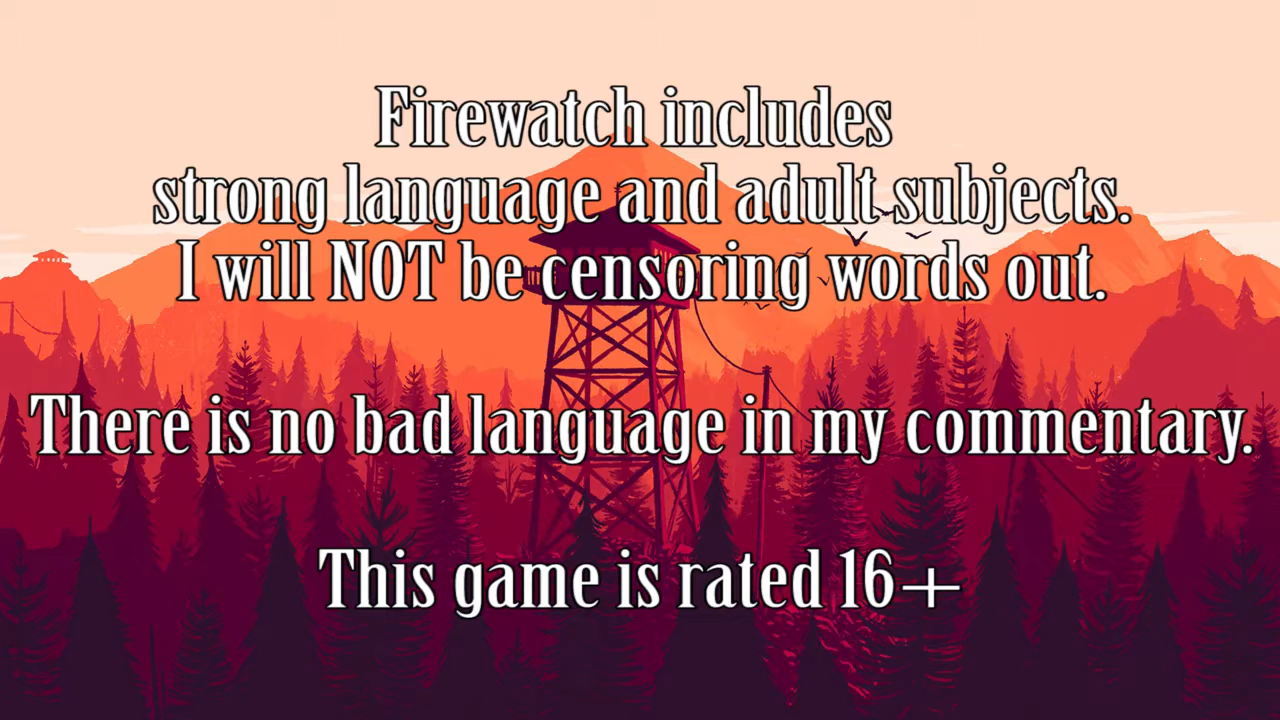 Firewatch includes
strong language and adult subjects.
I will NOT be censoring words out.
There is no bad language in my commentary.
This game is rated 16+